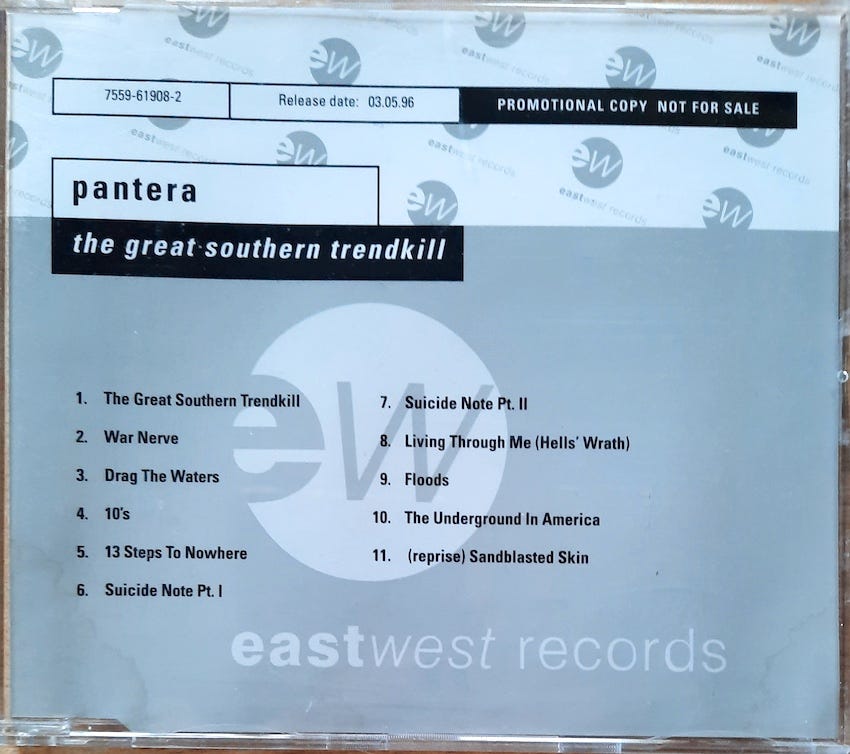 7559-61908-2
Release date: 03.05.96
PROMOTIONAL COPY NOT FOR SALE
pantera
the great southern trendkill
1. The Great Southern Trendkill
2. War Nerve
3. Drag The Waters
4. 10's
5. 13 Steps To Nowhere
6. Suicide Note Pt. I
7. Suicide Note Pt. II
8. Living Through Me (Hells' Wrath)
9. Floods
10. The Underground In America
11. (reprise) Sandblasted Skin
ew
eastwest records